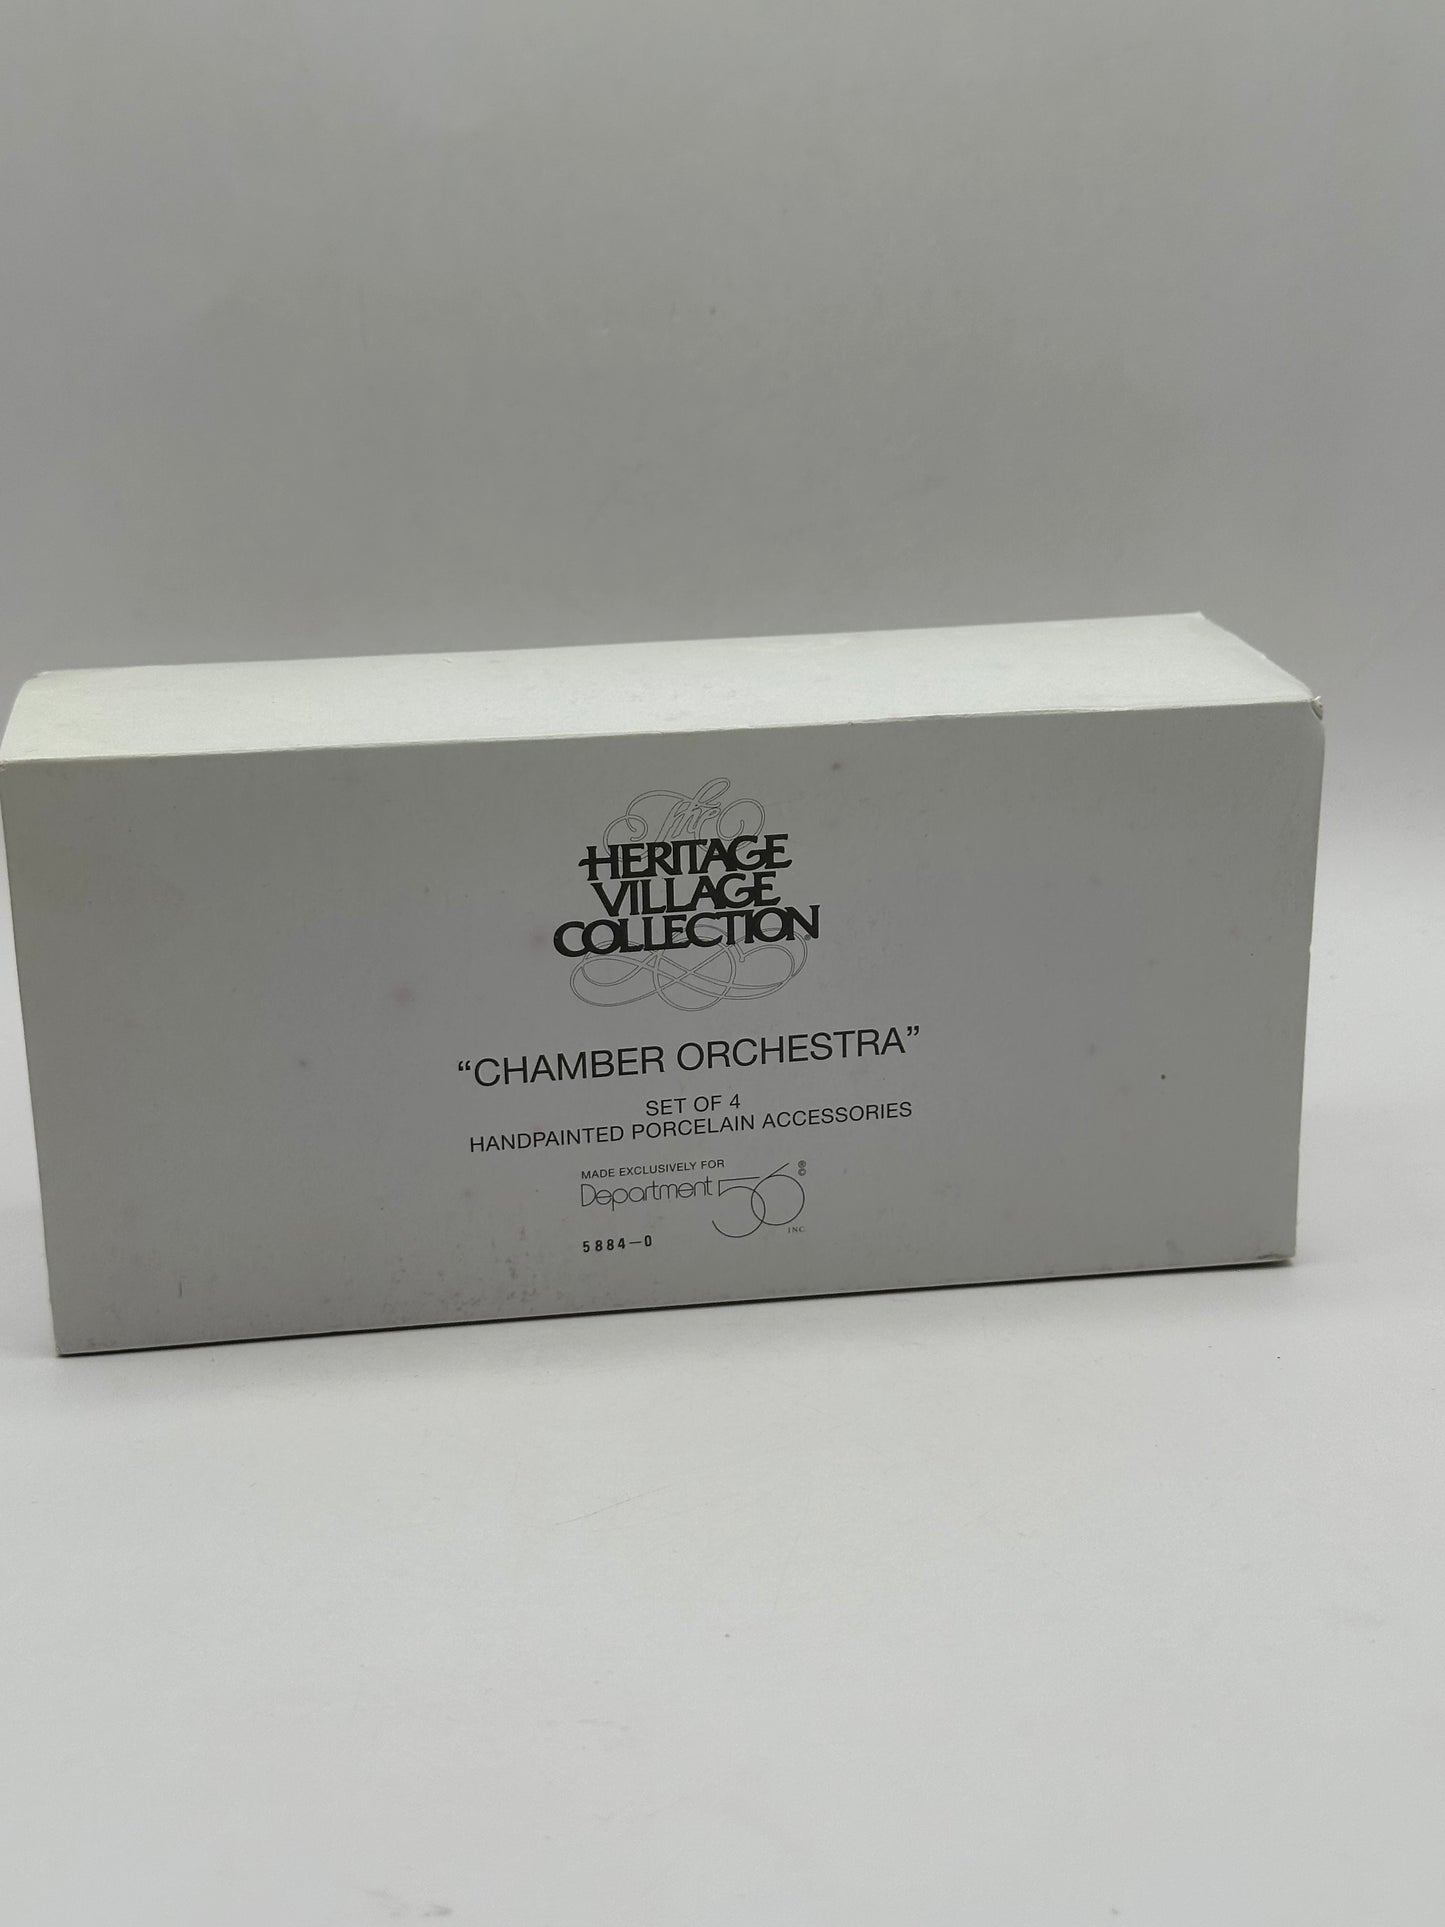 The
HERITAGE
VILLAGE
COLLECTION®
“CHAMBER ORCHESTRA”
SET OF 4
HANDPAINTED PORCELAIN ACCESSORIES
MADE EXCLUSIVELY FOR
Department 56 ® ©
INC.
5884—0